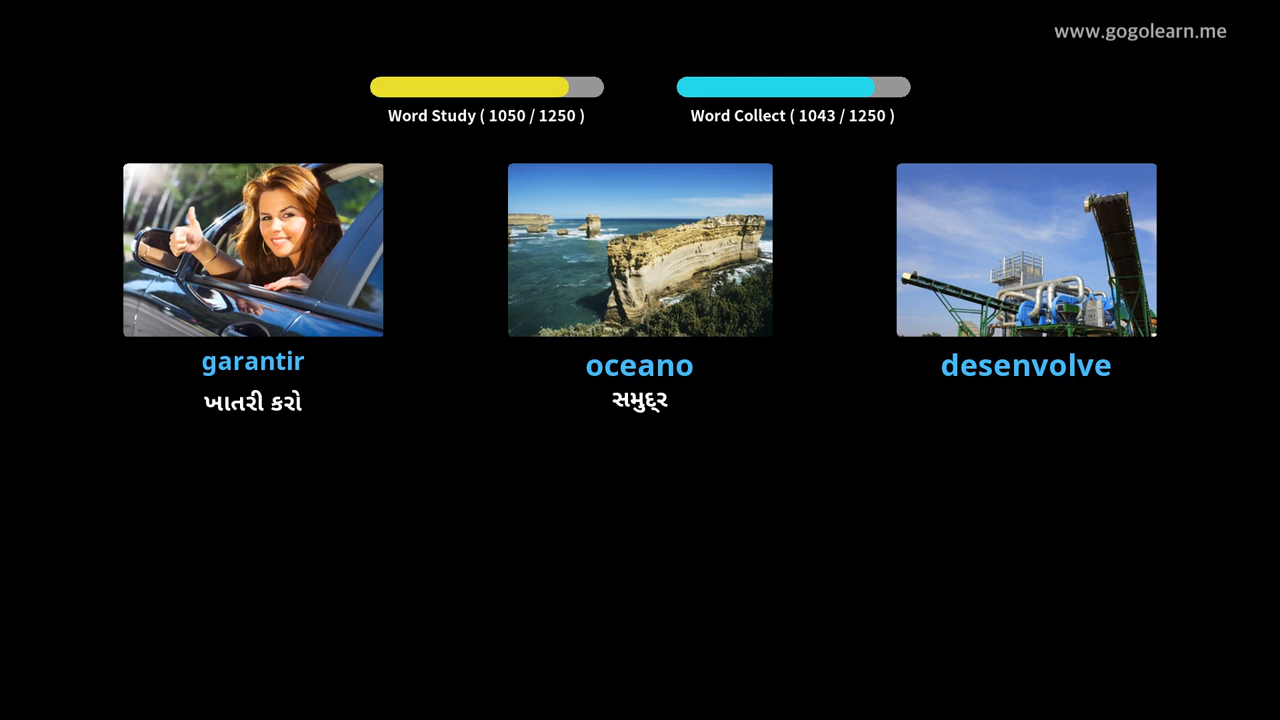 www.gogolearn.me
Word Study ( 1050 / 1250 )
Word Collect ( 1043 / 1250 )
garantir
ખાતરી કરો
oceano
સમુદ્ર
desenvolve